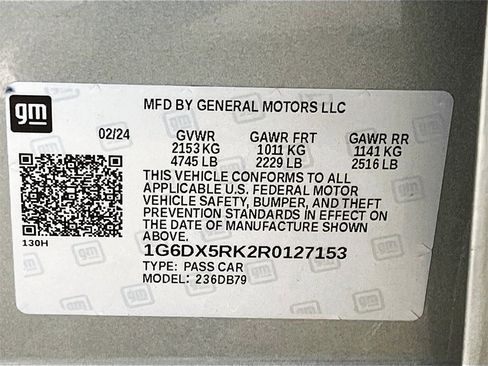 gm
MFD BY GENERAL MOTORS LLC
02/24 GVWR GAWR FRT GAWR RR
2153 KG 1011 KG 1141 KG
4745 LB 2229 LB 2516 LB
THIS VEHICLE CONFORMS TO ALL
APPLICABLE U.S. FEDERAL MOTOR
VEHICLE SAFETY, BUMPER, AND THEFT
PREVENTION STANDARDS IN EFFECT ON
THE DATE OF MANUFACTURE SHOWN
ABOVE.
130H
1G6DX5RK2R0127153
TYPE: PASS CAR
MODEL: 236DB79